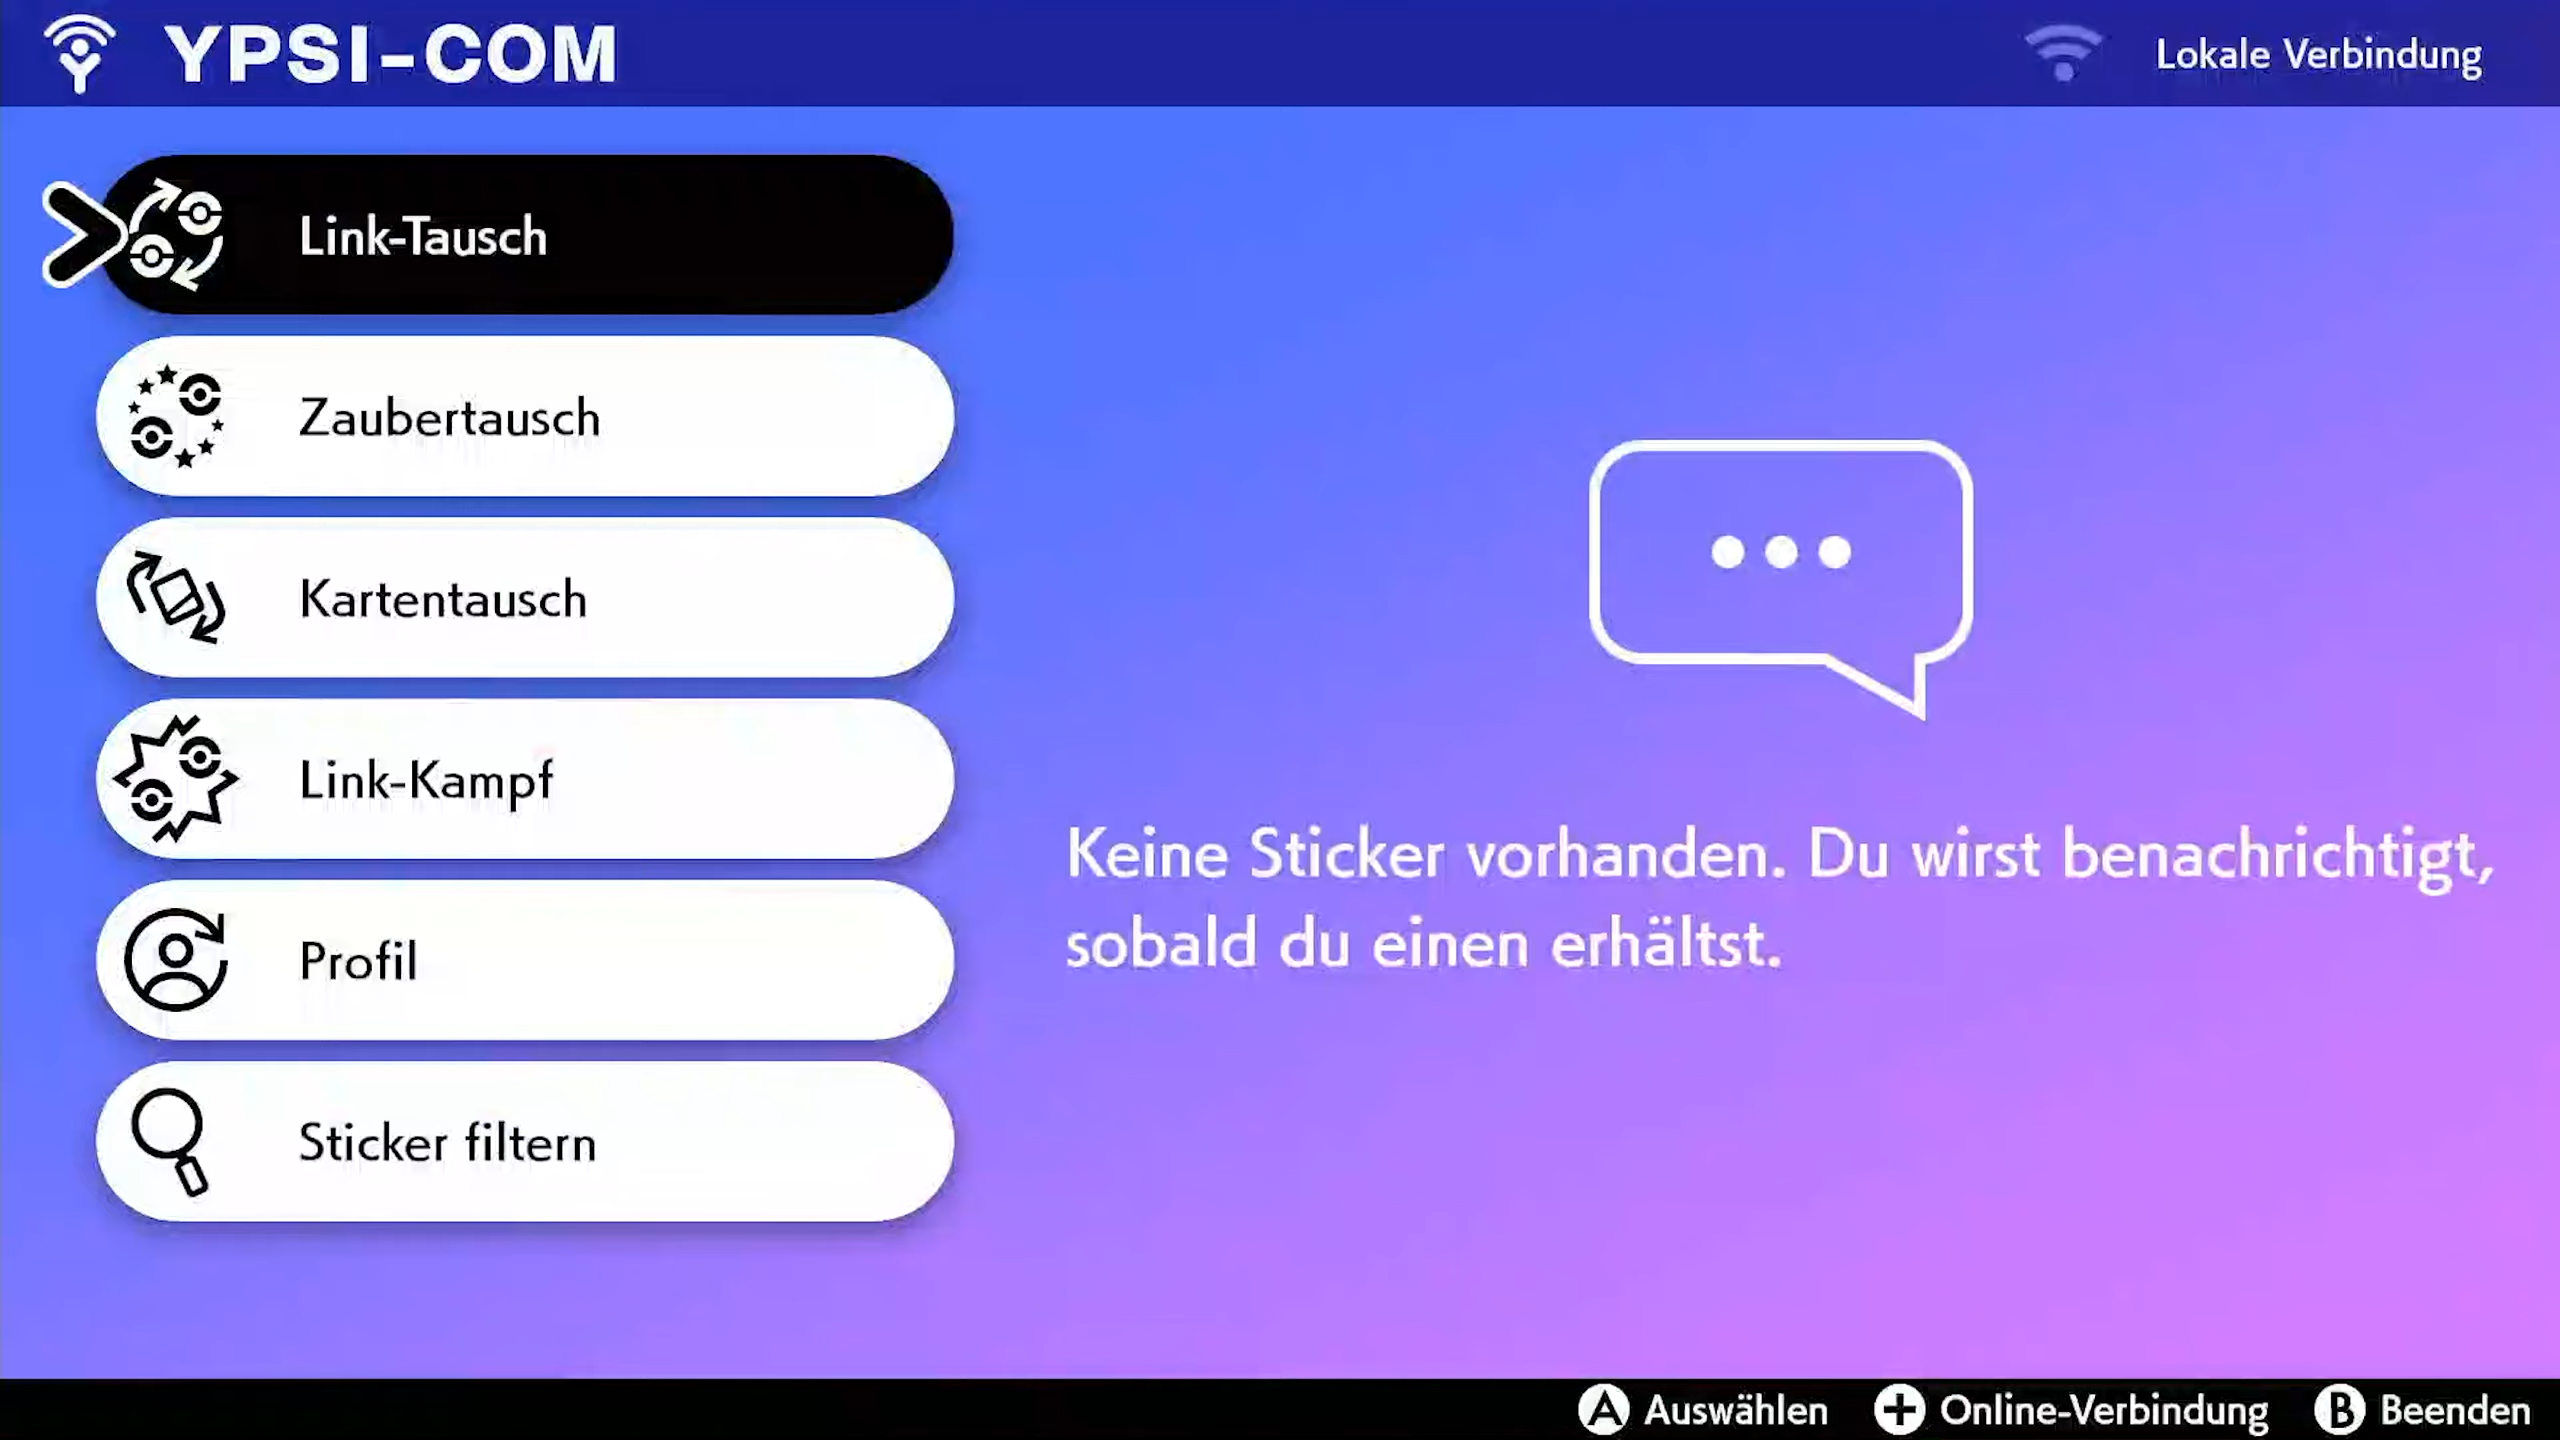 YPSI-COM
Lokale Verbindung
Link-Tausch
Zaubertausch
Kartentausch
Link-Kampf
Profil
Sticker filtern
Keine Sticker vorhanden. Du wirst benachrichtigt,
sobald du einen erhältst.
A Auswählen + Online-Verbindung B Beenden